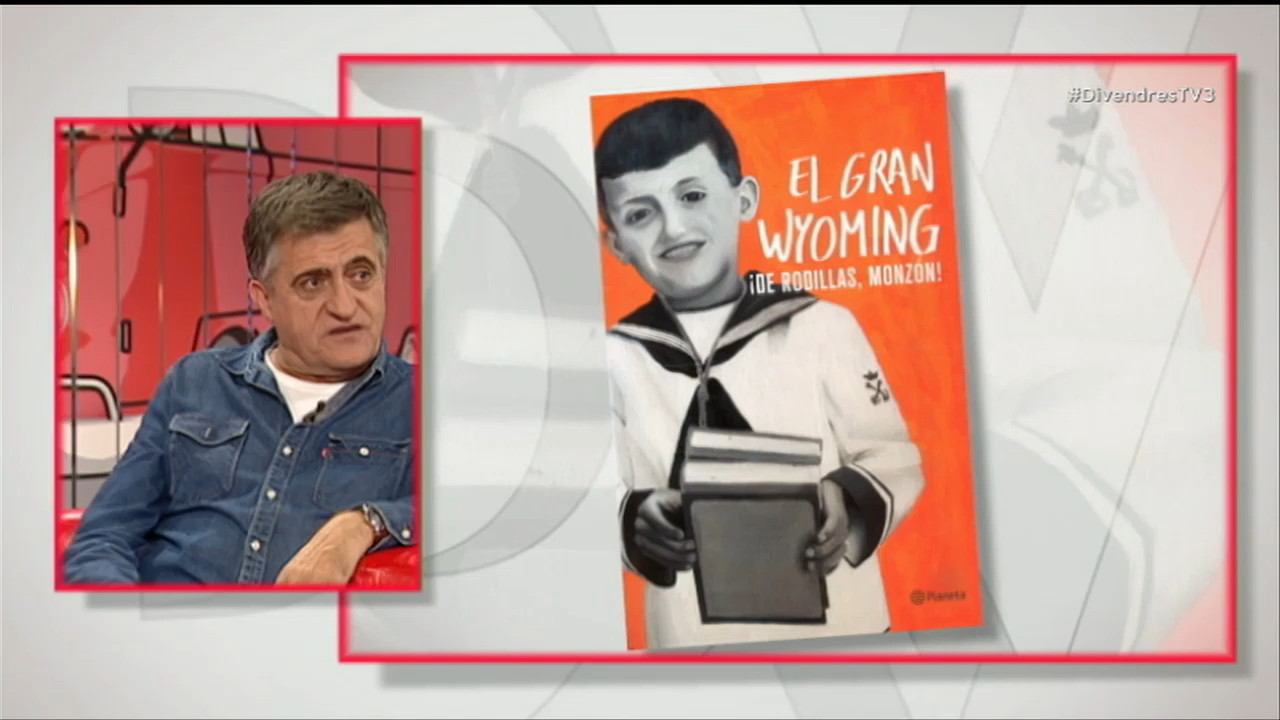 #DivendresTV3
EL GRAN
WYOMING
¡DE RODILLAS, MONZÓN!
Planeta